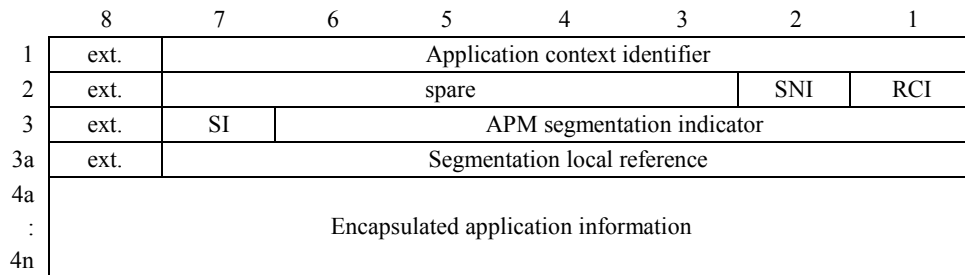 8 7 6 5 4 3 2 1
1 ext. Application context identifier
2 ext. spare SNI RCI
3 ext. SI APM segmentation indicator
3a ext. Segmentation local reference
4a
: Encapsulated application information
4n